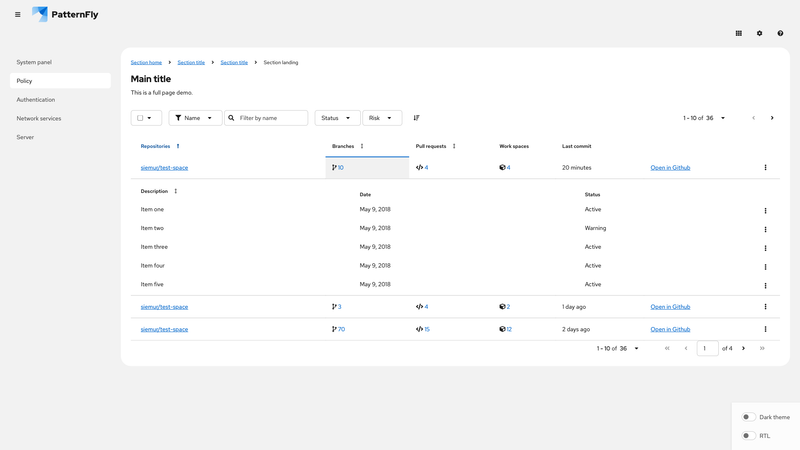 PatternFly
System panel
Policy
Authentication
Network services
Server
Section home Section title Section title Section landing
Main title
This is a full page demo.
Name Filter by name Status Risk 1 - 10 of 36
Repositories Branches Pull requests Work spaces Last commit
siemur/test-space 10 4 4 20 minutes Open in Github
Description Date Status
Item one May 9, 2018 Active
Item two May 9, 2018 Warning
Item three May 9, 2018 Active
Item four May 9, 2018 Active
Item five May 9, 2018 Active
siemur/test-space 3 4 2 1 day ago Open in Github
siemur/test-space 70 15 12 2 days ago Open in Github
1 - 10 of 36 1 of 4
Dark theme
RTL